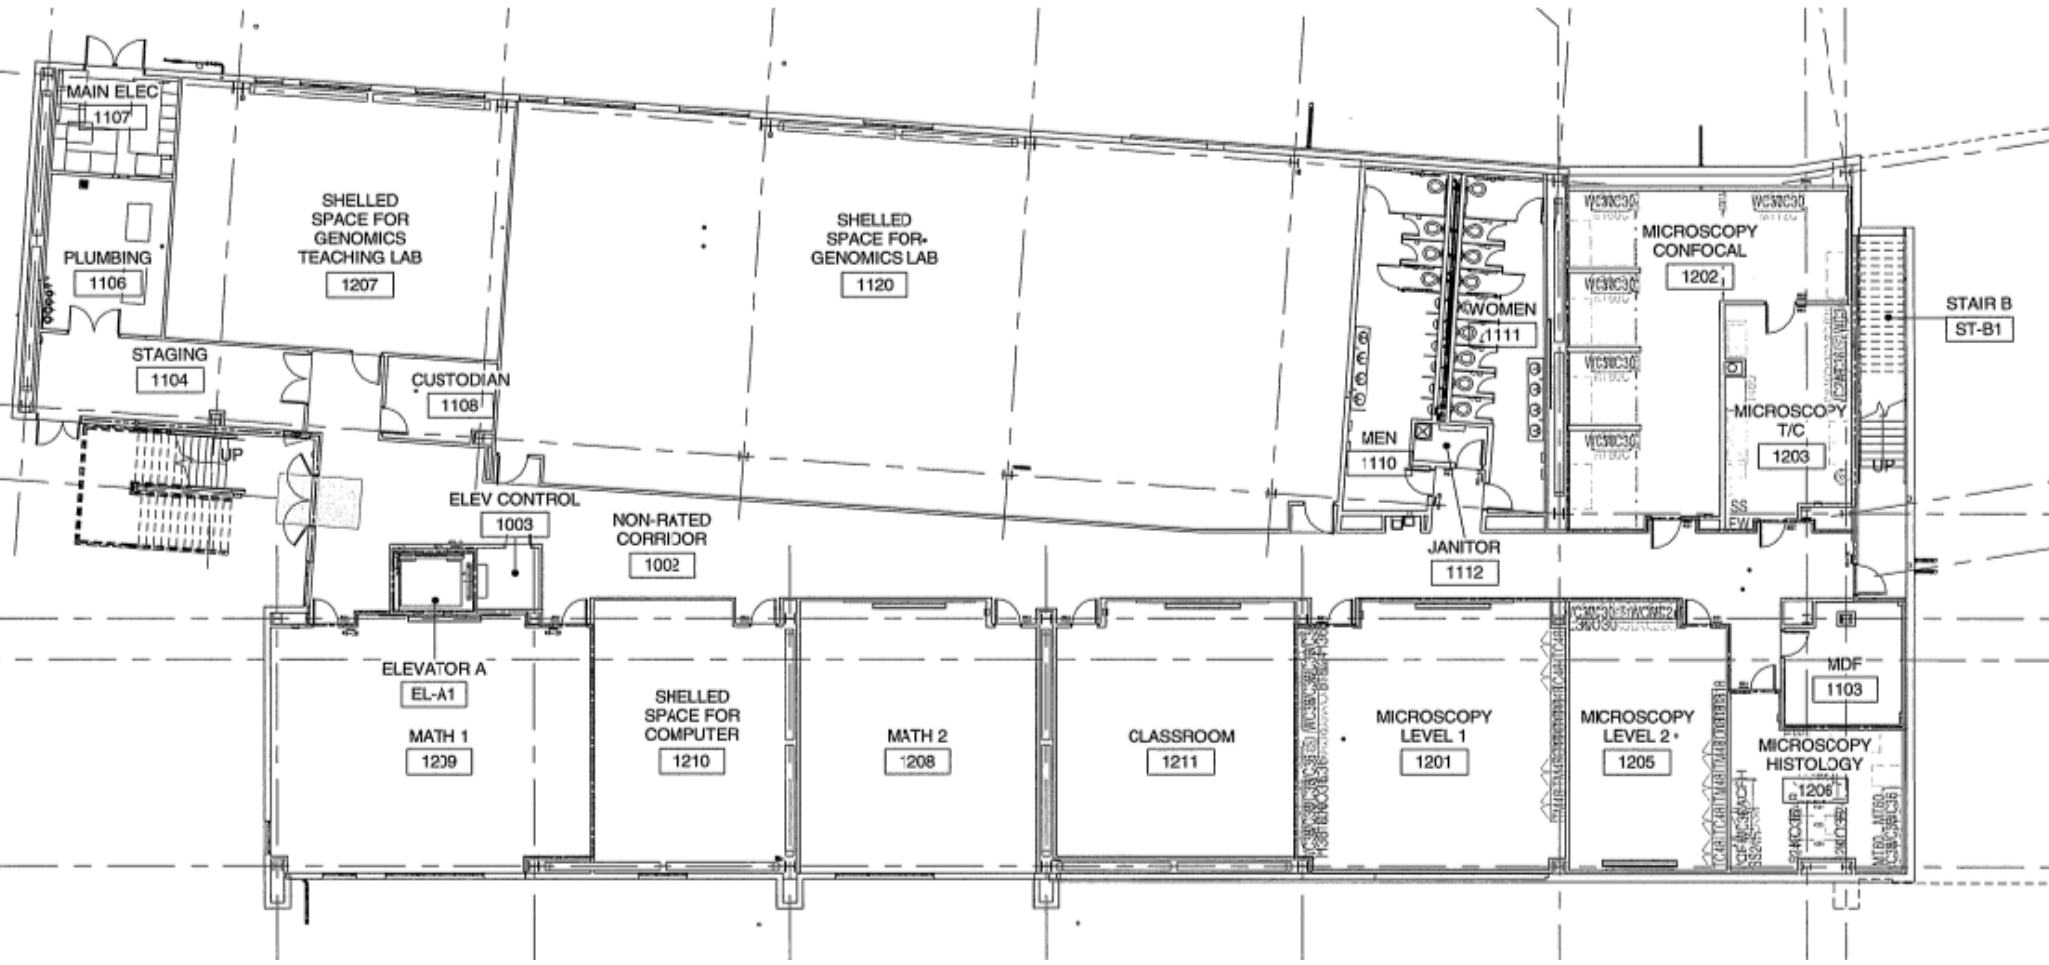 MAIN ELEC
1107
PLUMBING
1106
SHELLED
SPACE FOR
GENOMICS
TEACHING LAB
1207
SHELLED
SPACE FOR
GENOMICS LAB
1120
WOMEN
1111
MICROSCOPY
CONFOCAL
1202
STAIR B
ST-B1
STAGING
1104
CUSTODIAN
1108
MEN
1110
MICROSCOPY
T/C
1203
UP
UP
SS
EW
ELEV CONTROL
1003
NON-RATED
CORRIDOR
1002
JANITOR
1112
ELEVATOR A
EL-A1
MATH 1
1209
SHELLED
SPACE FOR
COMPUTER
1210
MATH 2
1208
CLASSROOM
1211
MICROSCOPY
LEVEL 1
1201
MICROSCOPY
LEVEL 2
1205
MDF
1103
MICROSCOPY
HISTOLOGY
1206